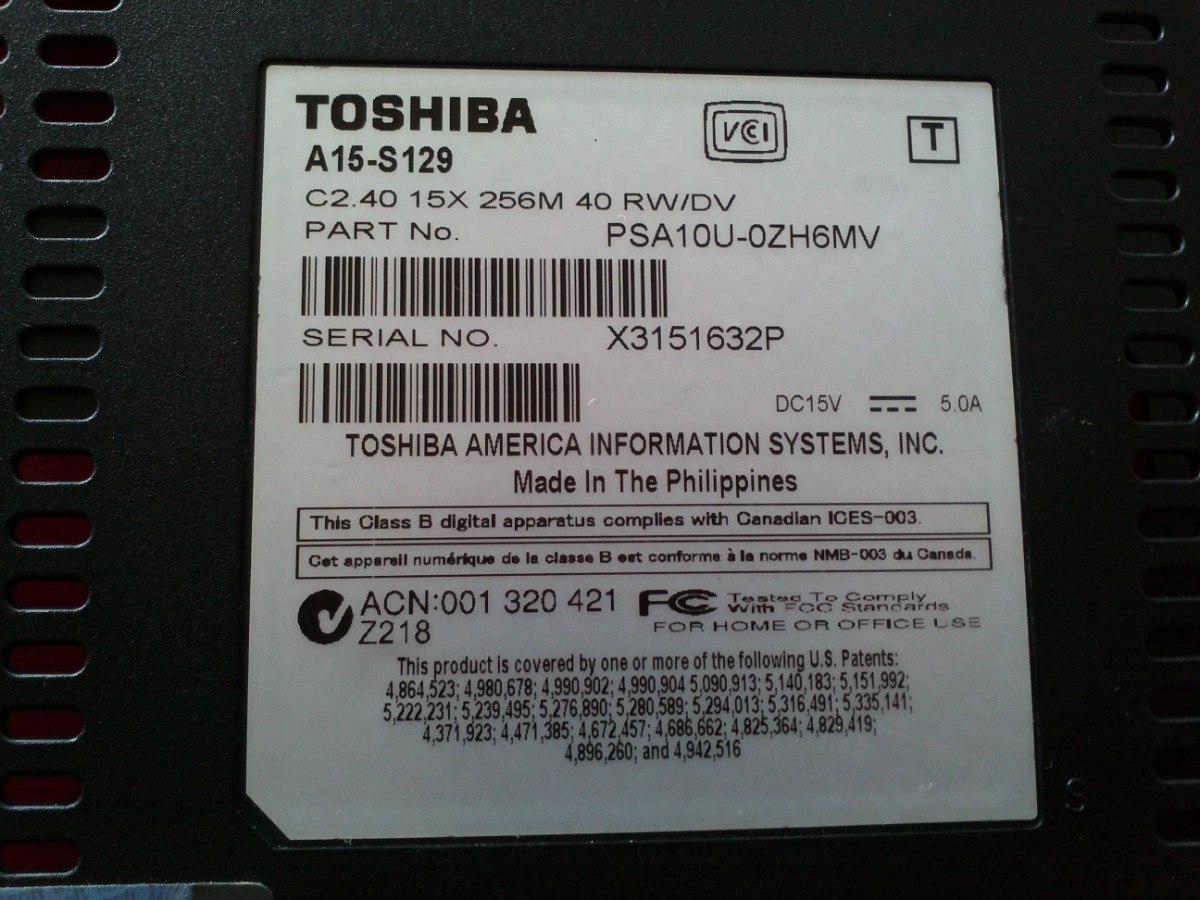 TOSHIBA
VCCI
T
A15-S129
C2.40 15X 256M 40 RW/DV
PART No. PSA10U-0ZH6MV
SERIAL NO. X3151632P
DC15V 5.0A
TOSHIBA AMERICA INFORMATION SYSTEMS, INC.
Made In The Philippines
This Class B digital apparatus complies with Canadian ICES-003.
Cet appareil numérique de la classe B est conforme à la norme NMB-003 du Canada.
ACN:001 320 421
Z218
FC Tested To Comply
With FCC Standards
FOR HOME OR OFFICE USE
This product is covered by one or more of the following U.S. Patents:
4,864,523; 4,980,678; 4,990,902; 4,990,904 5,090,913; 5,140,183; 5,151,992;
5,222,231; 5,239,495; 5,276,890; 5,280,589; 5,294,013; 5,316,491; 5,335,141;
4,371,923; 4,471,385; 4,672,457; 4,686,662; 4,825,364; 4,829,419;
4,896,260; and 4,942,516
S